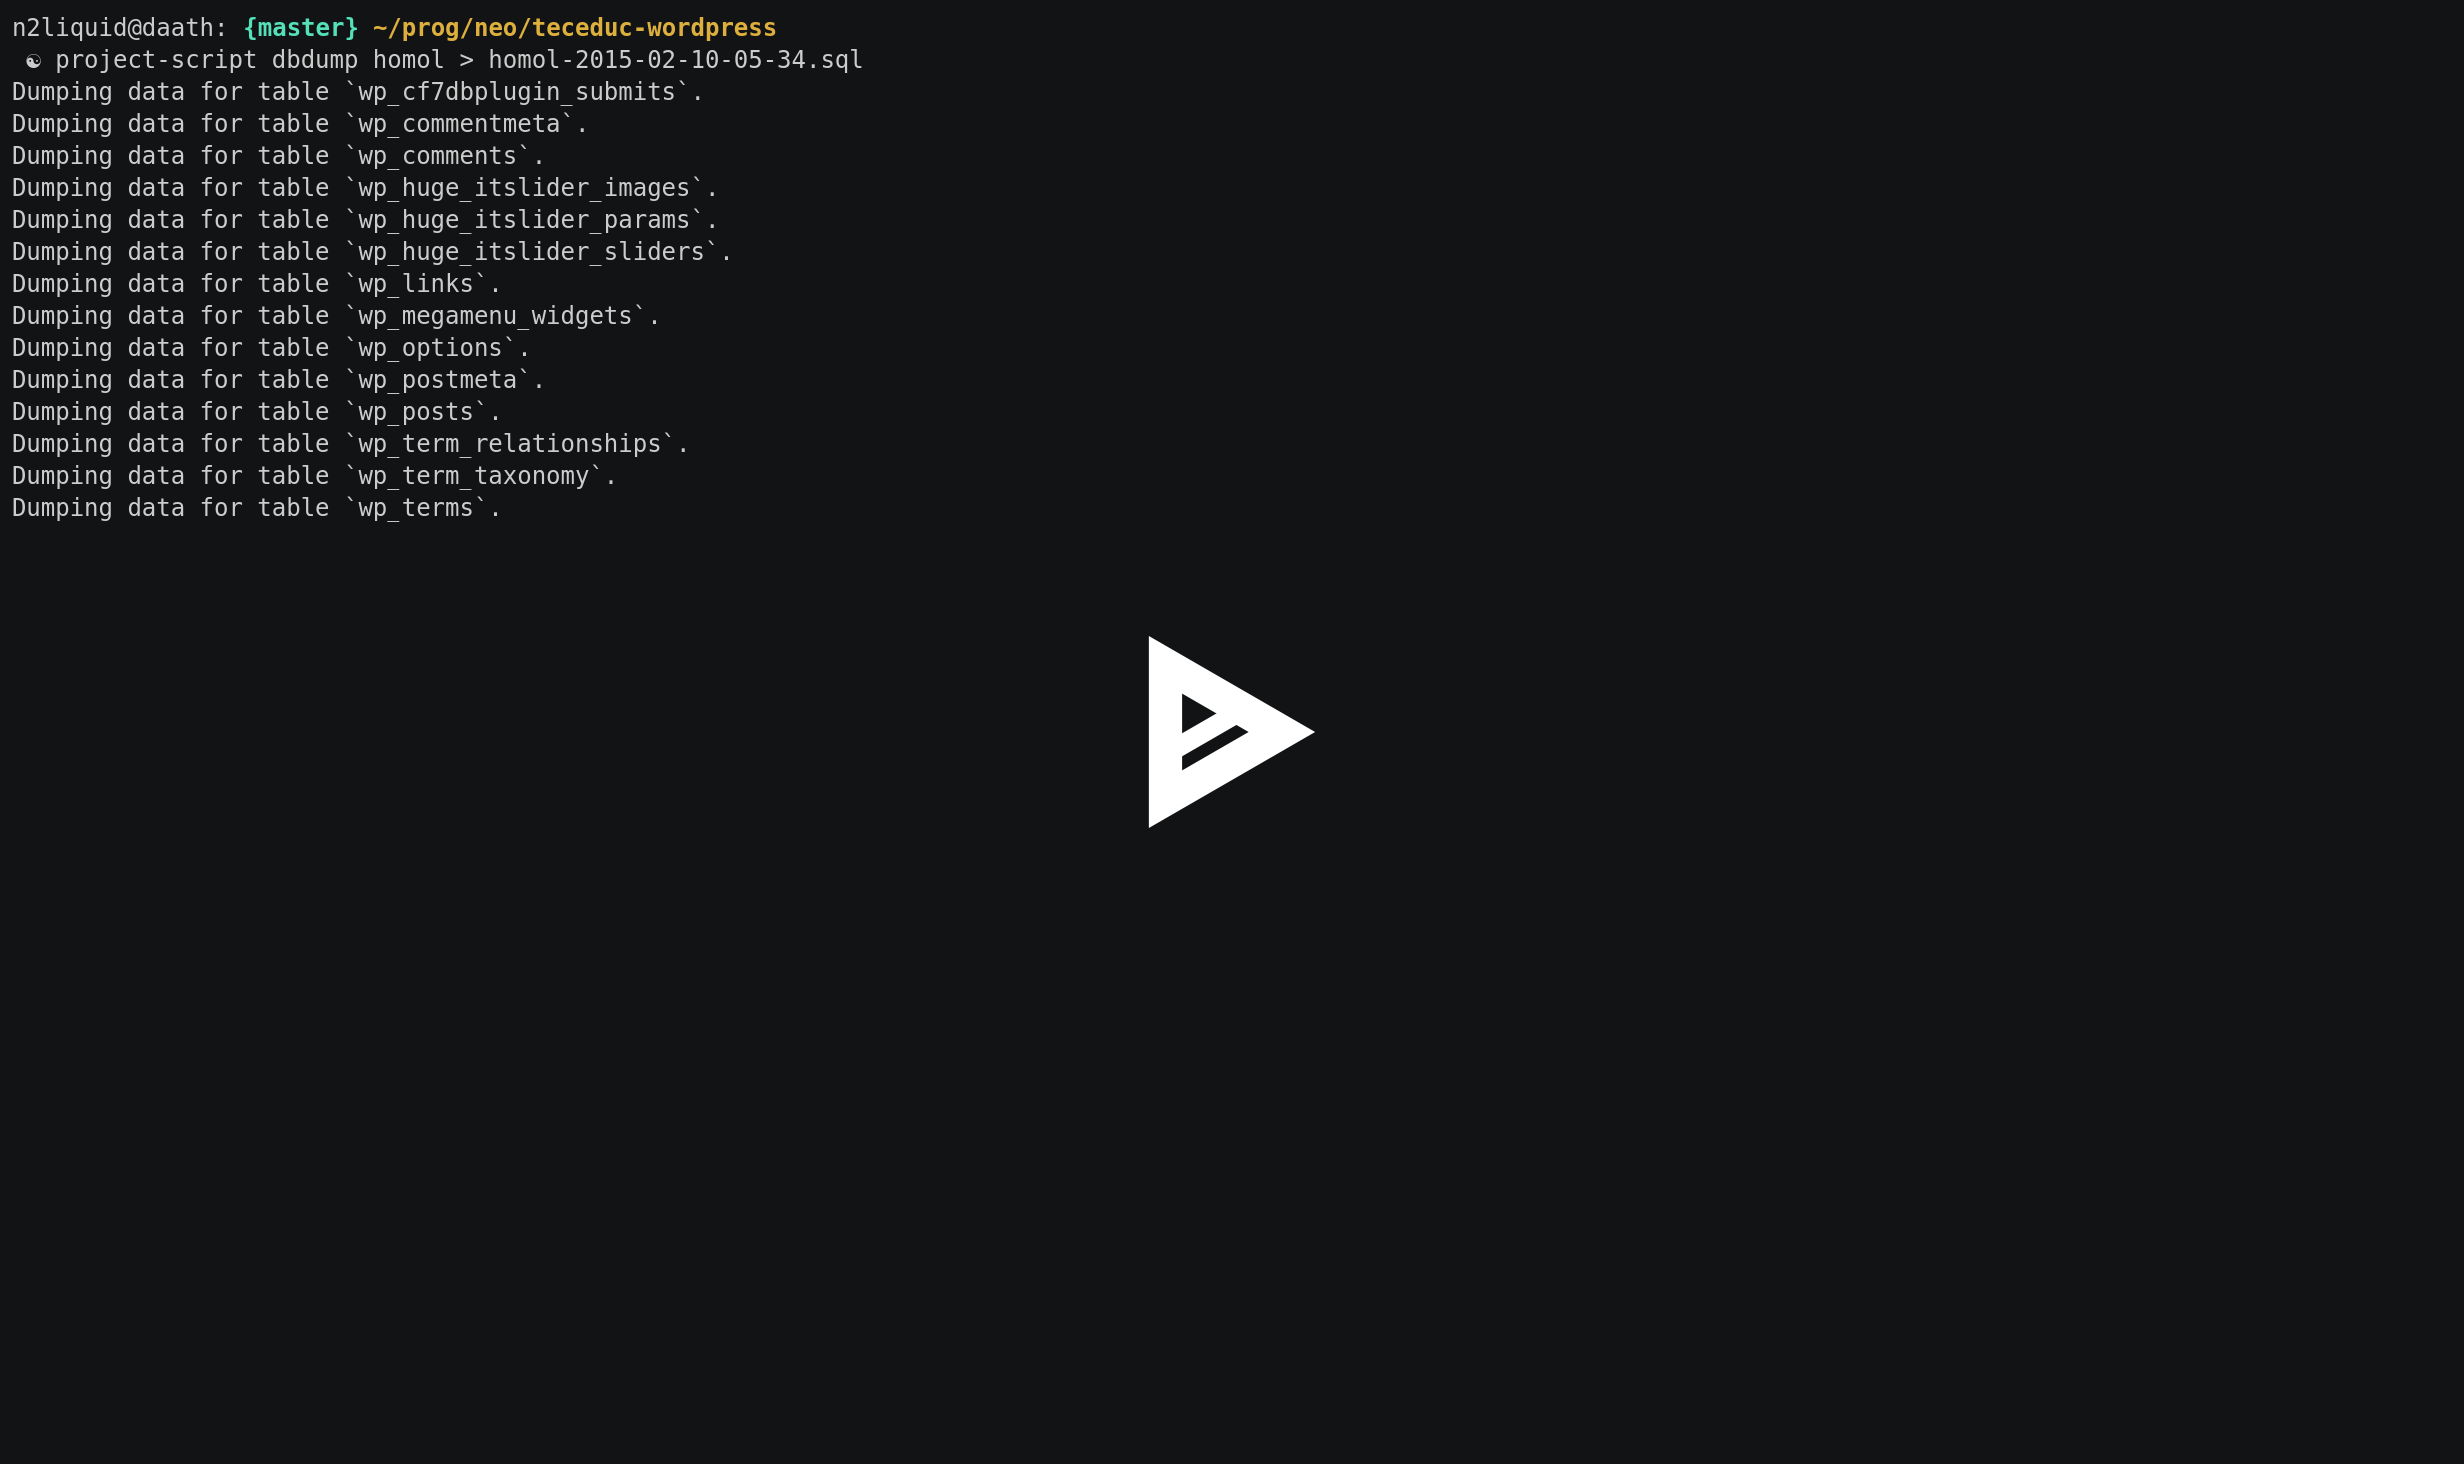 n2liquid@daath: {master} ~/prog/neo/teceduc-wordpress
☯ project-script dbdump homol > homol-2015-02-10-05-34.sql
Dumping data for table `wp_cf7dbplugin_submits`.
Dumping data for table `wp_commentmeta`.
Dumping data for table `wp_comments`.
Dumping data for table `wp_huge_itslider_images`.
Dumping data for table `wp_huge_itslider_params`.
Dumping data for table `wp_huge_itslider_sliders`.
Dumping data for table `wp_links`.
Dumping data for table `wp_megamenu_widgets`.
Dumping data for table `wp_options`.
Dumping data for table `wp_postmeta`.
Dumping data for table `wp_posts`.
Dumping data for table `wp_term_relationships`.
Dumping data for table `wp_term_taxonomy`.
Dumping data for table `wp_terms`.